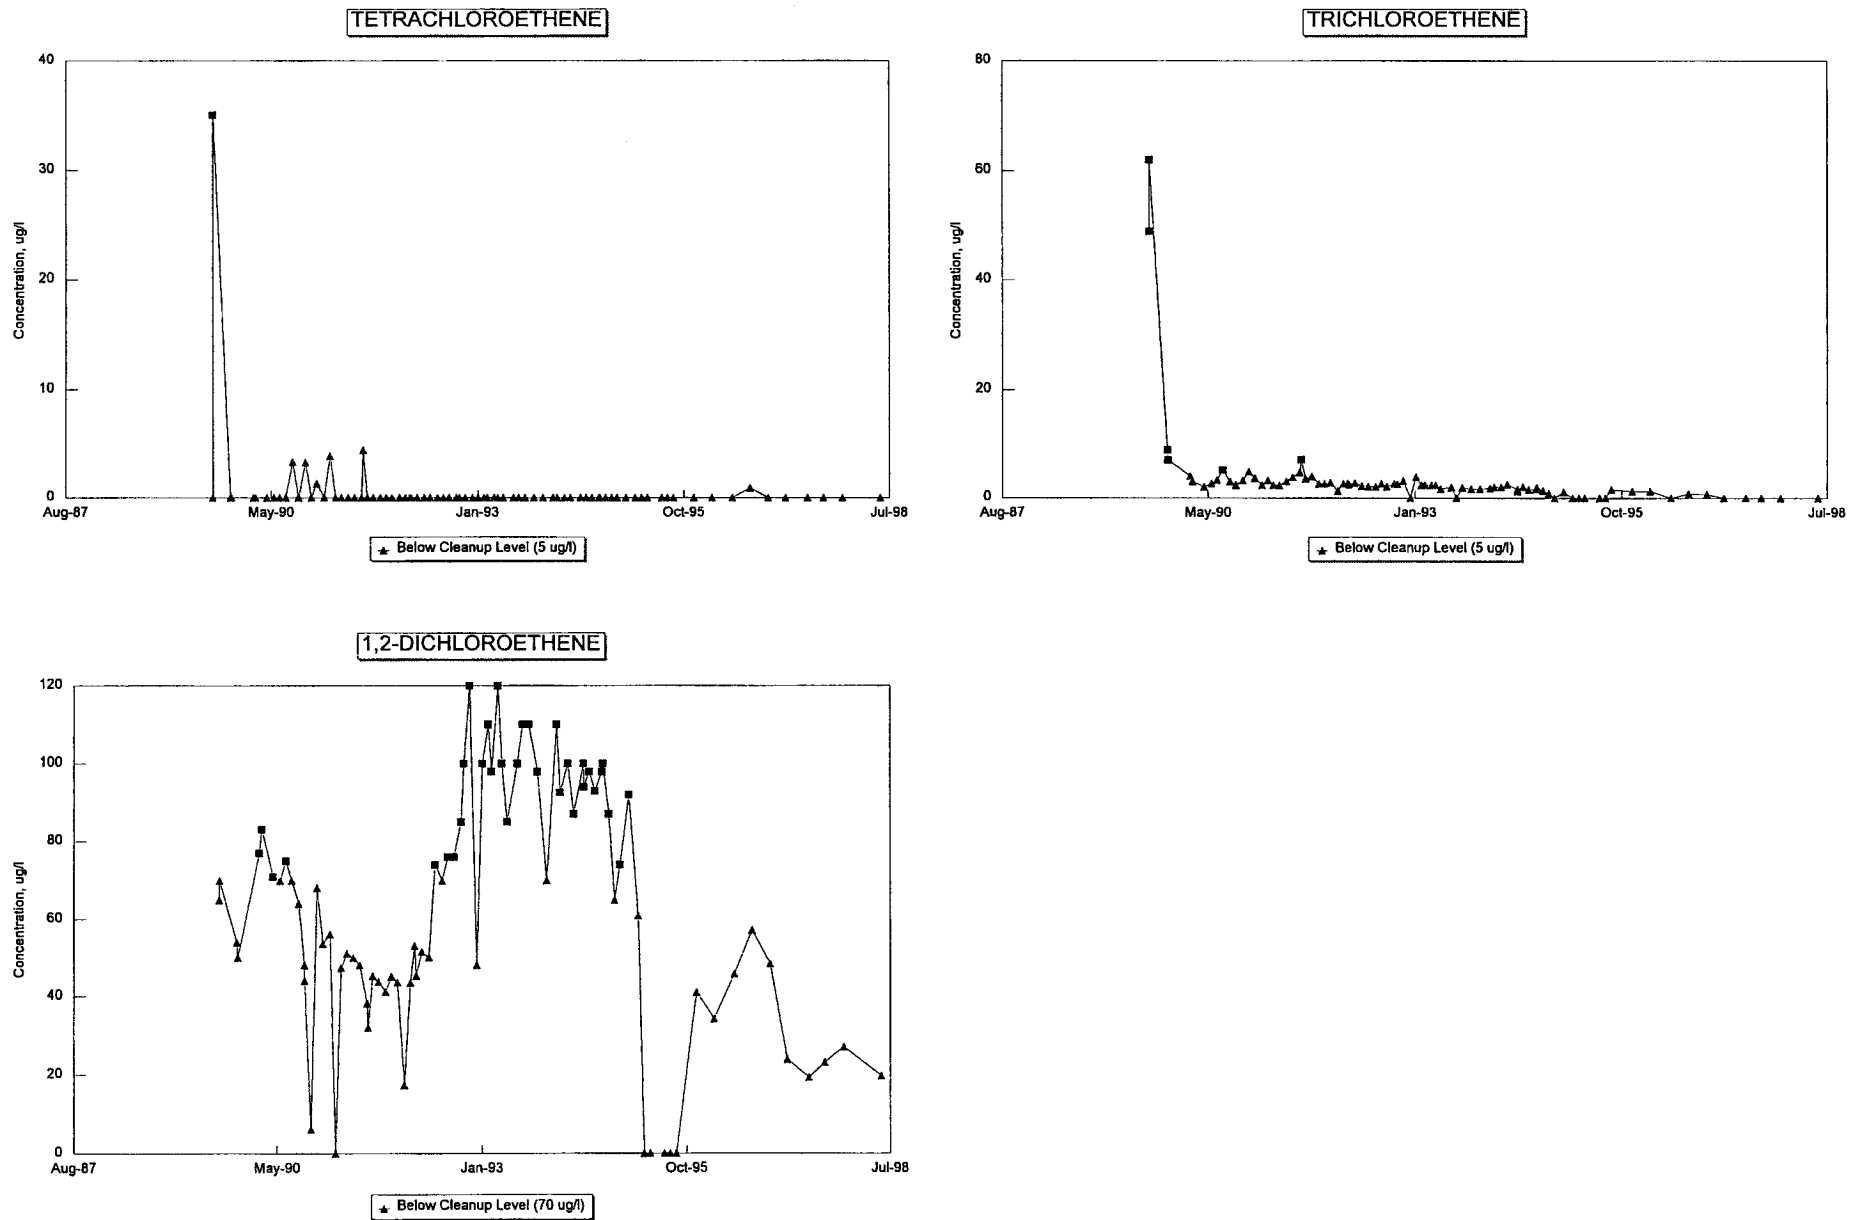 TETRACHLOROETHENE
40
30
20
10
0
Concentration, ug/l
Aug-87 May-90 Jan-93 Oct-95 Jul-98
▲ Below Cleanup Level (5 ug/l)
TRICHLOROETHENE
80
60
40
20
0
Concentration, ug/l
Aug-87 May-90 Jan-93 Oct-95 Jul-98
▲ Below Cleanup Level (5 ug/l)
1,2-DICHLOROETHENE
120
100
80
60
40
20
0
Concentration, ug/l
Aug-87 May-90 Jan-93 Oct-95 Jul-98
▲ Below Cleanup Level (70 ug/l)